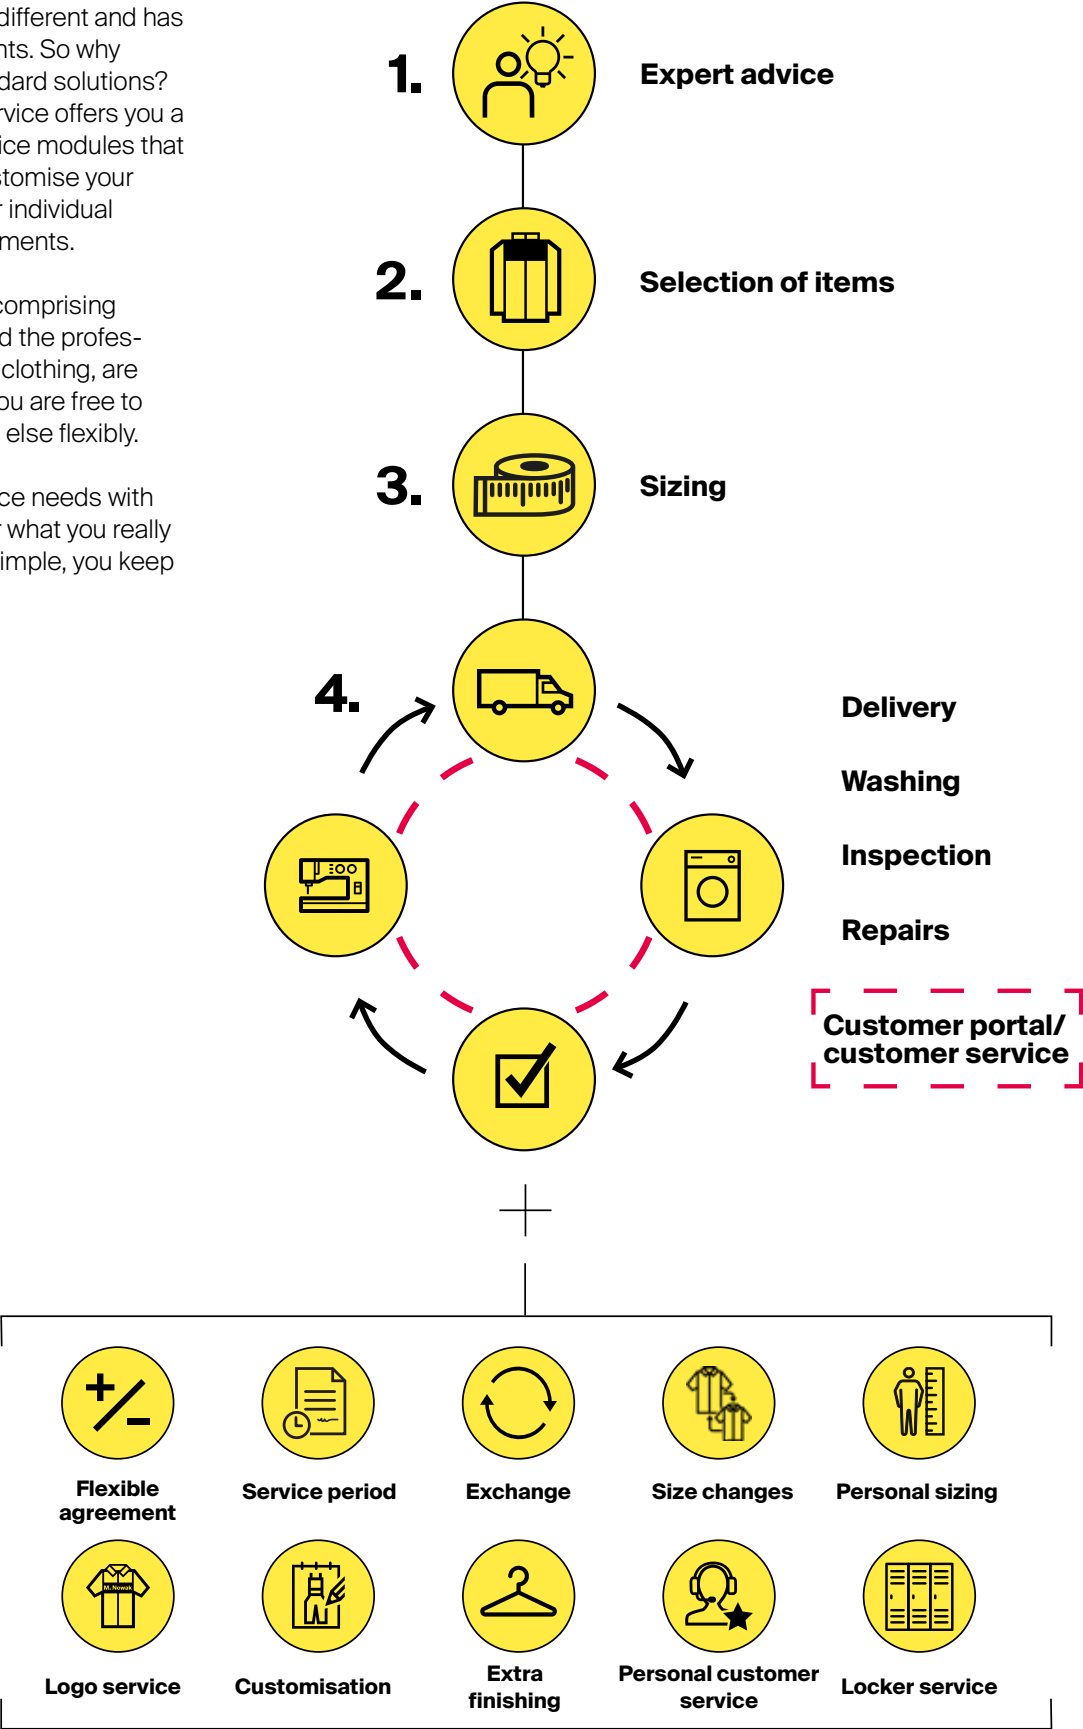 different and has
nts. So why
dard solutions?
rvice offers you a
ice modules that
stomise your
r individual
ments.
comprising
d the profes-
clothing, are
ou are free to
else flexibly.
ce needs with
r what you really
imple, you keep
1.
Expert advice
2.
Selection of items
3.
Sizing
4.
Delivery
Washing
Inspection
Repairs
Customer portal/
customer service
Flexible
agreement
Service period
Exchange
Size changes
Personal sizing
M. Nowak
Logo service
Customisation
Extra
finishing
Personal customer
service
Locker service